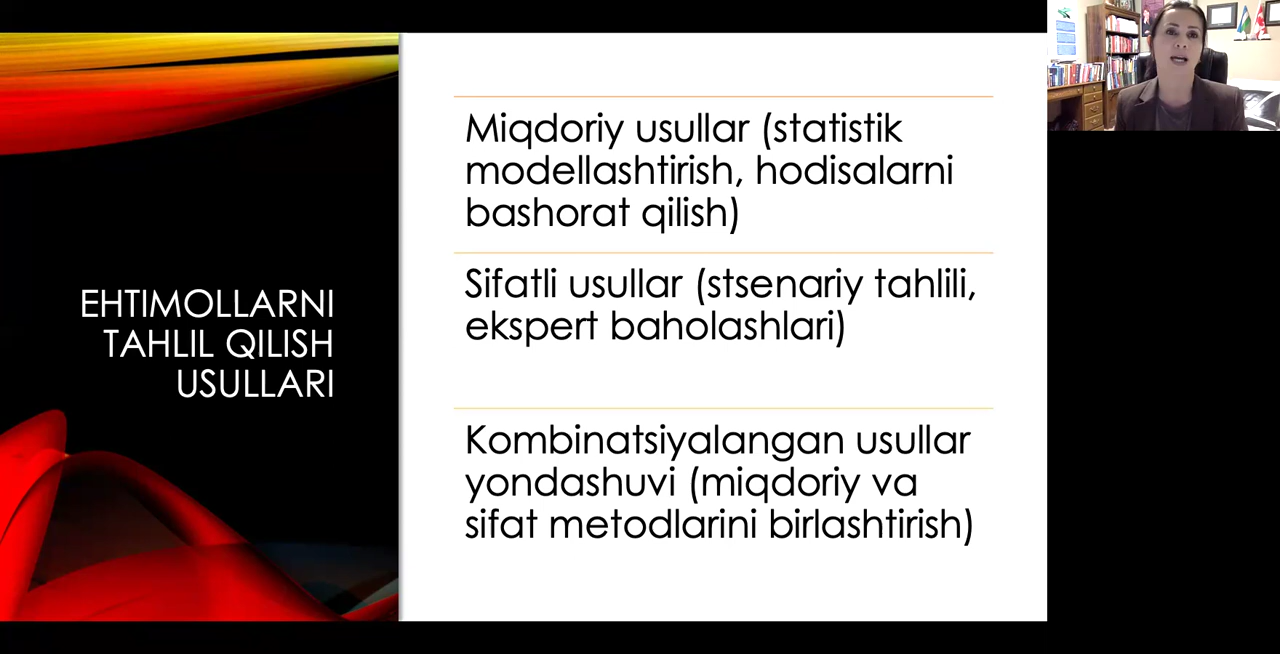 EHTIMOLLARNI
TAHLIL QILISH
USULLARI
Miqdoriy usullar (statistik
modellashtirish, hodisalarni
bashorat qilish)
Sifatli usullar (stsenariy tahlili,
ekspert baholashlari)
Kombinatsiyalangan usullar
yondashuvi (miqdoriy va
sifat metodlarini birlashtirish)